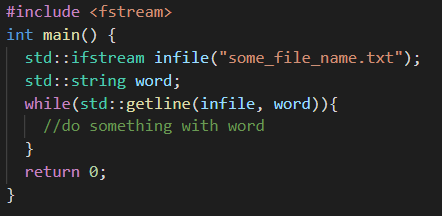 #include <fstream>
int main() {
  std::ifstream infile("some_file_name.txt");
  std::string word;
  while(std::getline(infile, word)){
    //do something with word
  }
  return 0;
}